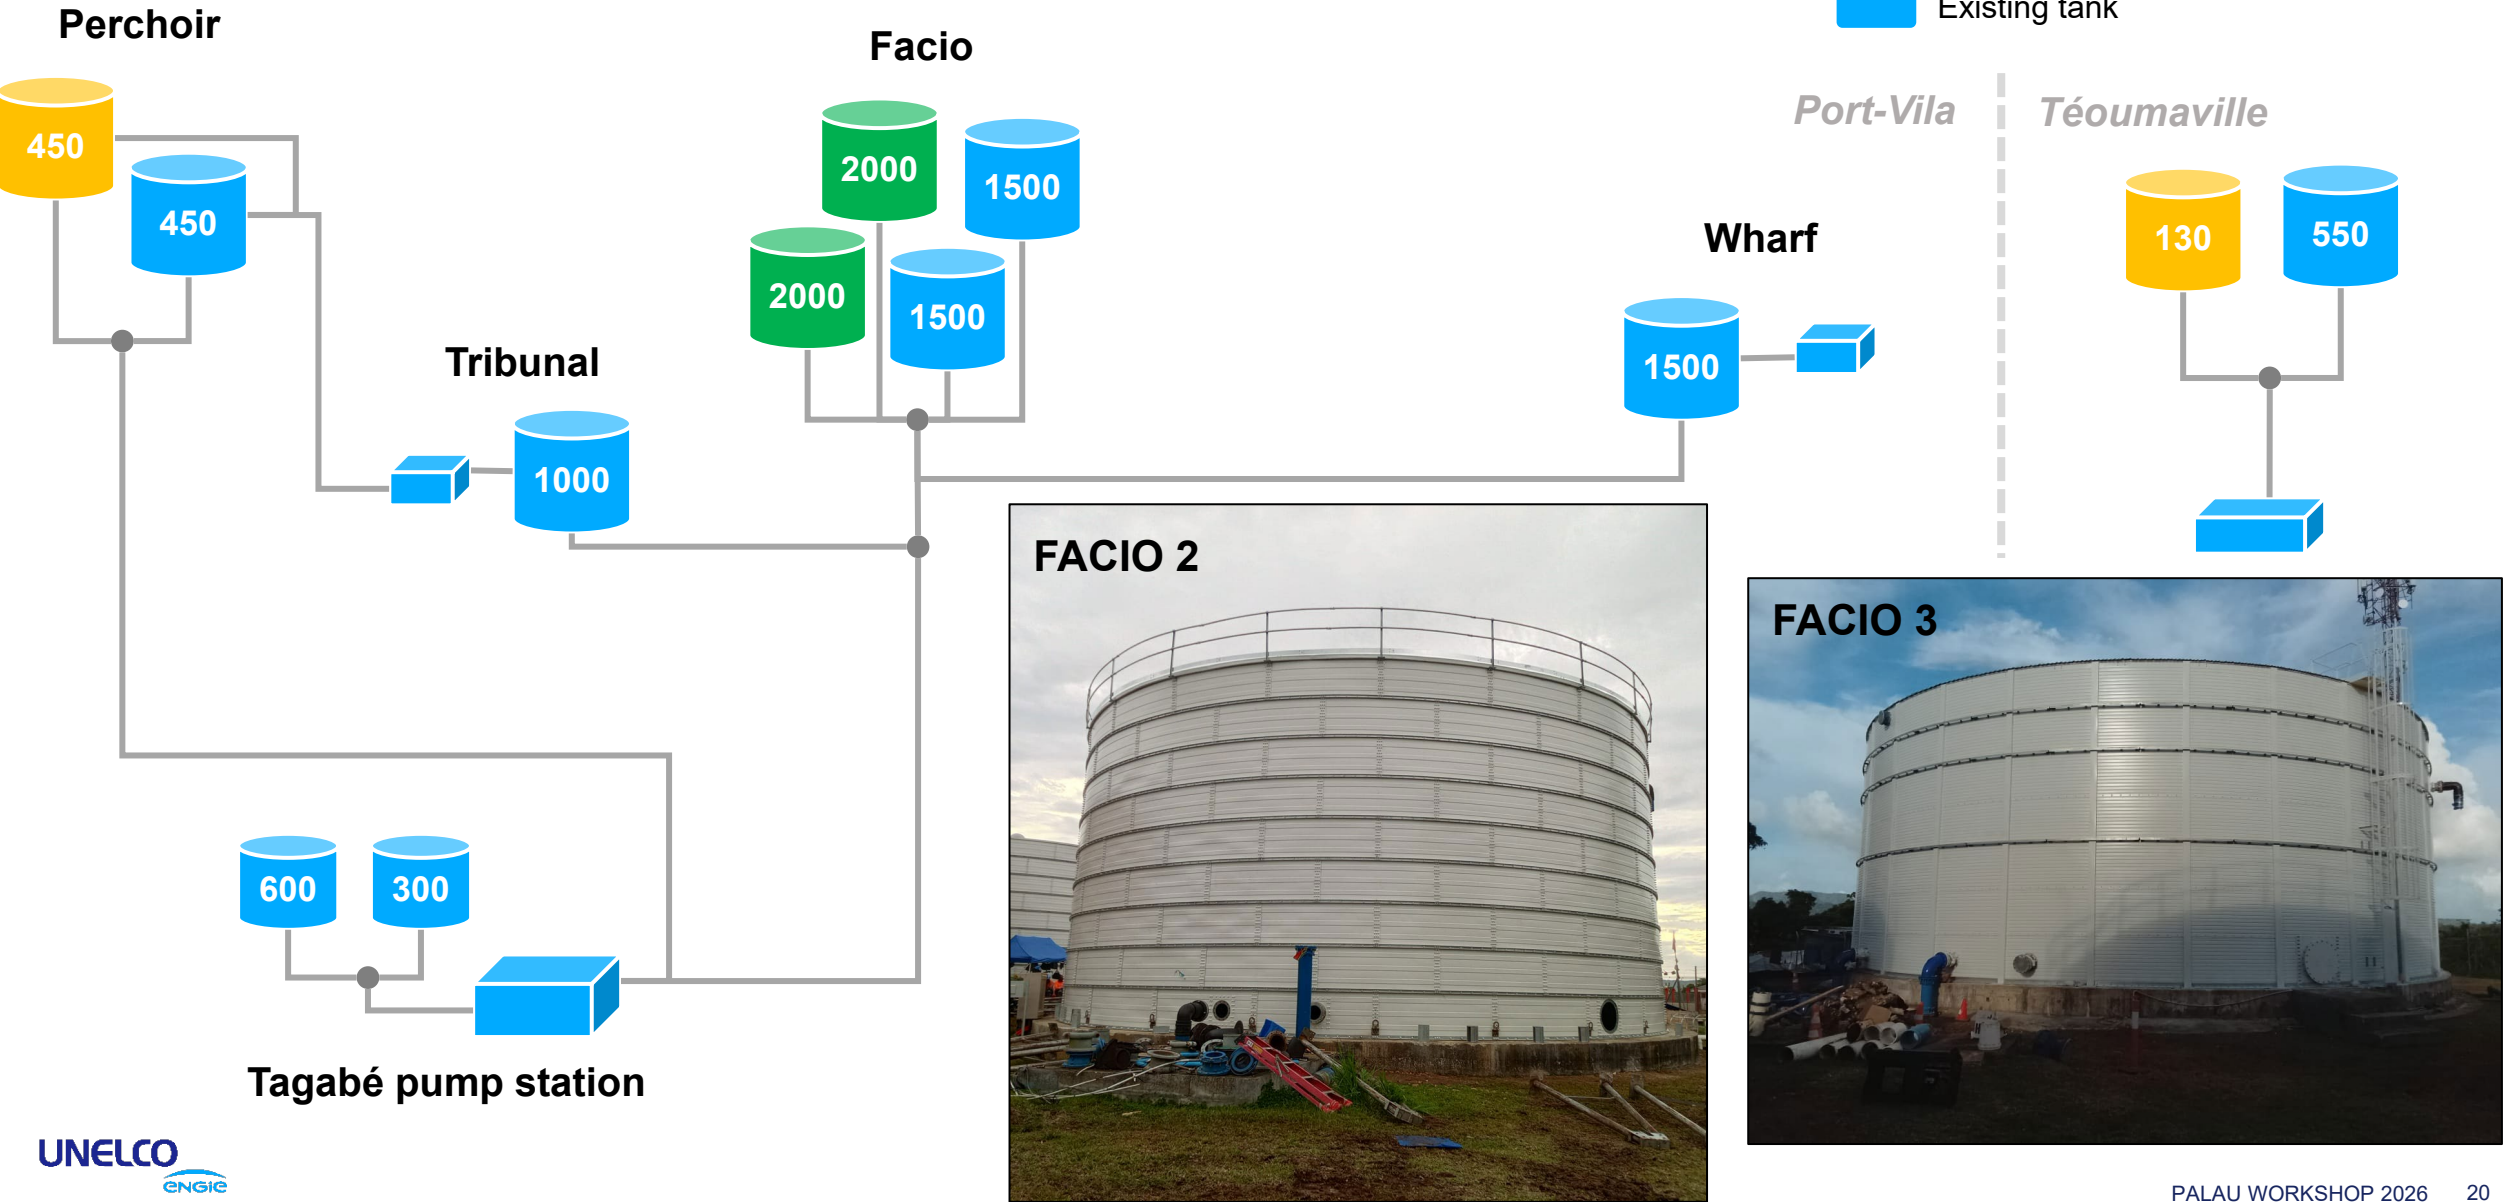 Existing tank
Perchoir
Facio
Port-Vila
Téoumaville
450
450
2000
1500
2000
1500
Wharf
1500
130
550
Tribunal
1000
FACIO 2
FACIO 3
600
300
Tagabé pump station
UNELCO
ENGIE
PALAU WORKSHOP 2026 20